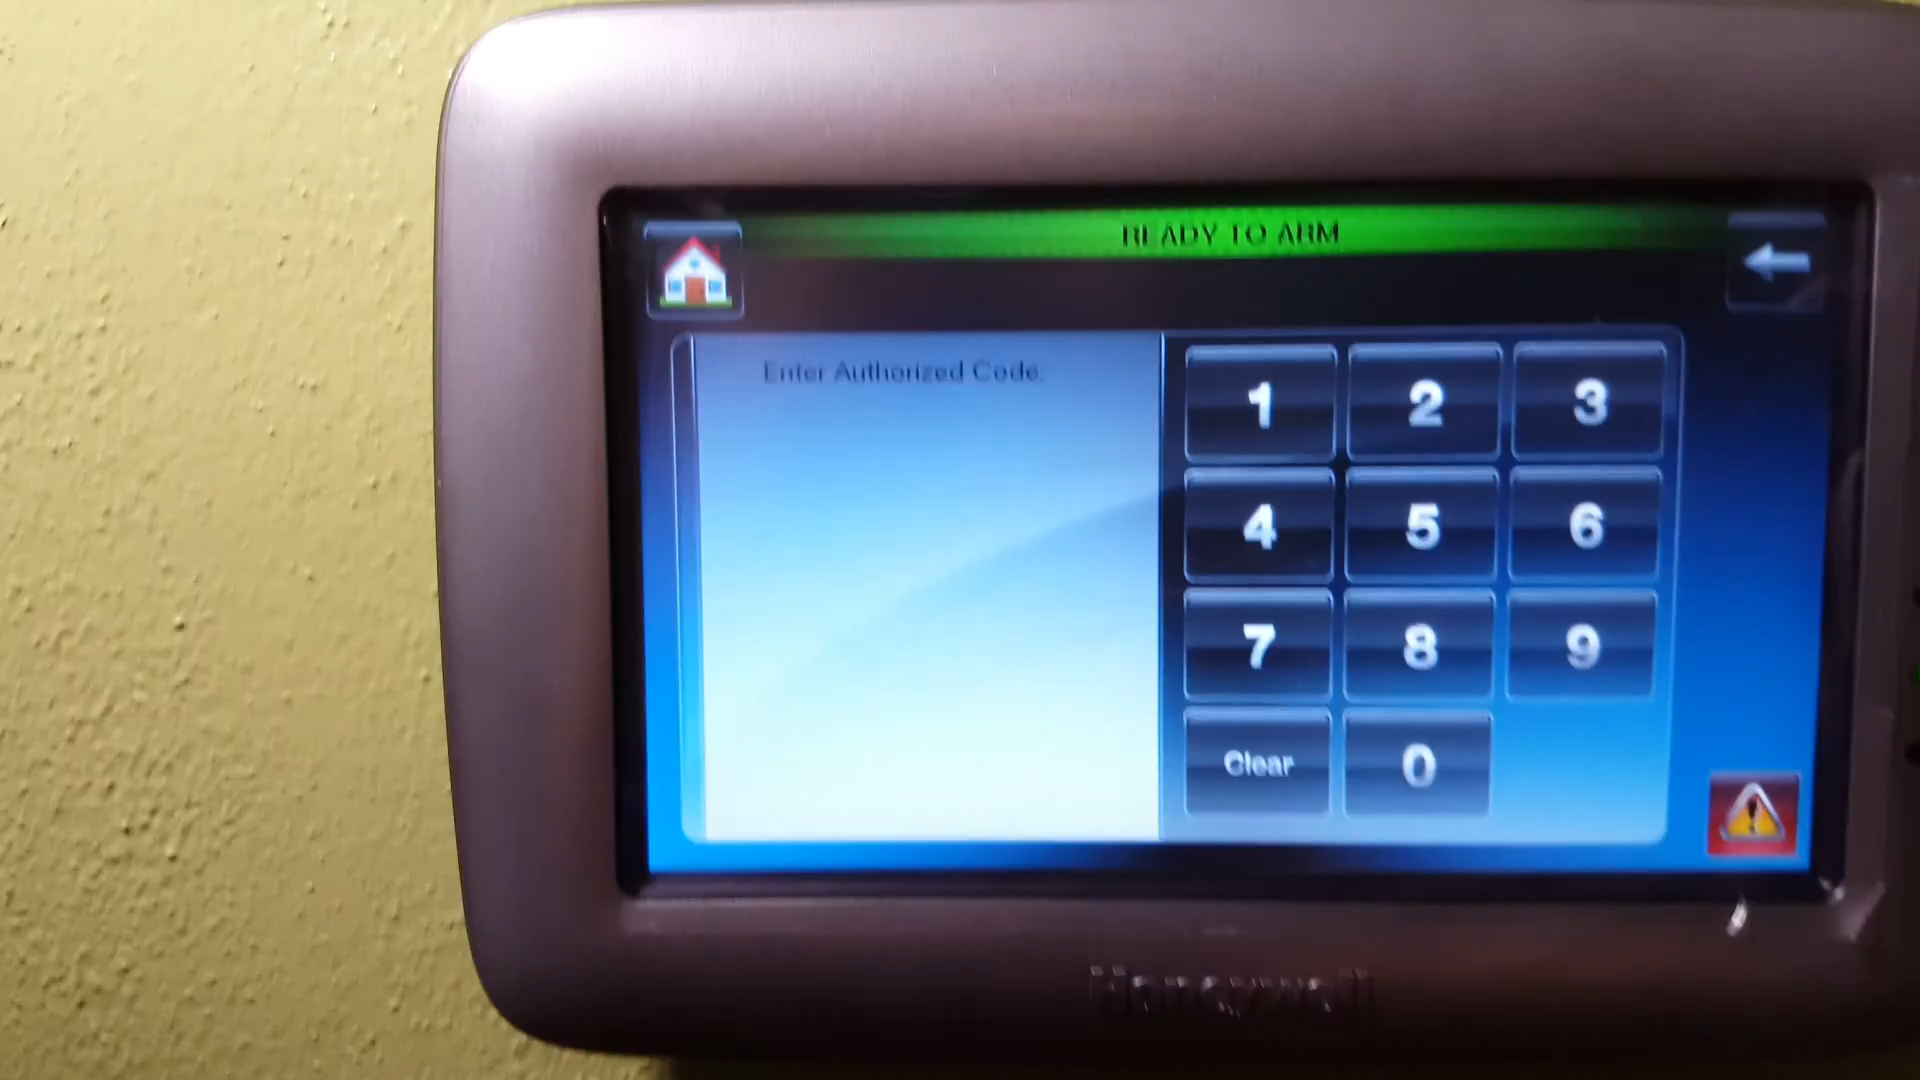 READY TO ARM
Enter Authorized Code.
1 2 3
4 5 6
7 8 9
Clear 0
Honeywell